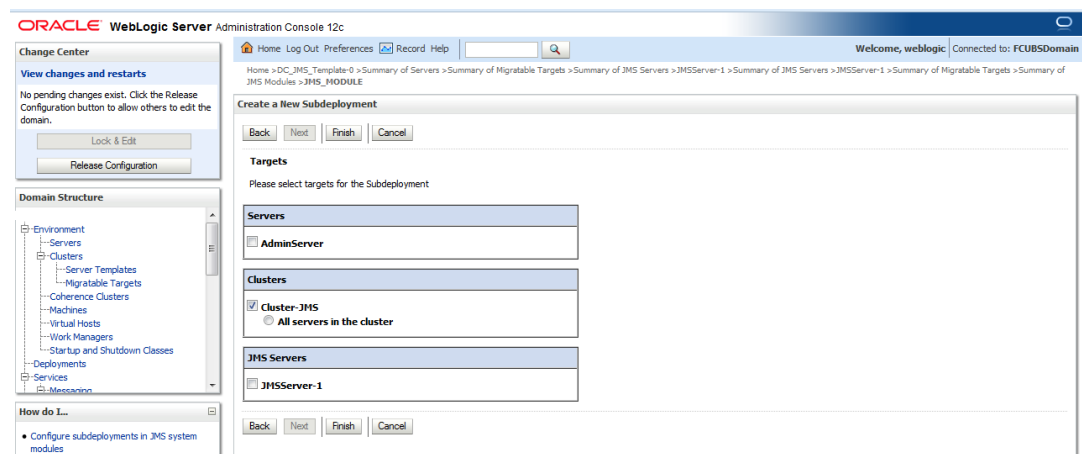 ORACLE WebLogic Server Administration Console 12c
Change Center
View changes and restarts
No pending changes exist. Click the Release
Configuration button to allow others to edit the
domain.
Lock & Edit
Release Configuration
Domain Structure
Environment
Servers
Clusters
Server Templates
Migratable Targets
Coherence Clusters
Machines
Virtual Hosts
Work Managers
Startup and Shutdown Classes
Deployments
Services
Messaging
How do I...
Configure subdeployments in JMS system
modules
Home Log Out Preferences Record Help
Welcome, weblogic Connected to: FCUBSDomain
Home >DC_JMS_Template-0 >Summary of Servers >Summary of Migratable Targets >Summary of JMS Servers >JMSServer-1 >Summary of JMS Servers >JMSServer-1 >Summary of Migratable Targets >Summary of
JMS Modules >JMS_MODULE
Create a New Subdeployment
Back Next Finish Cancel
Targets
Please select targets for the Subdeployment
Servers
AdminServer
Clusters
Cluster-JMS
All servers in the cluster
JMS Servers
JMSServer-1
Back Next Finish Cancel